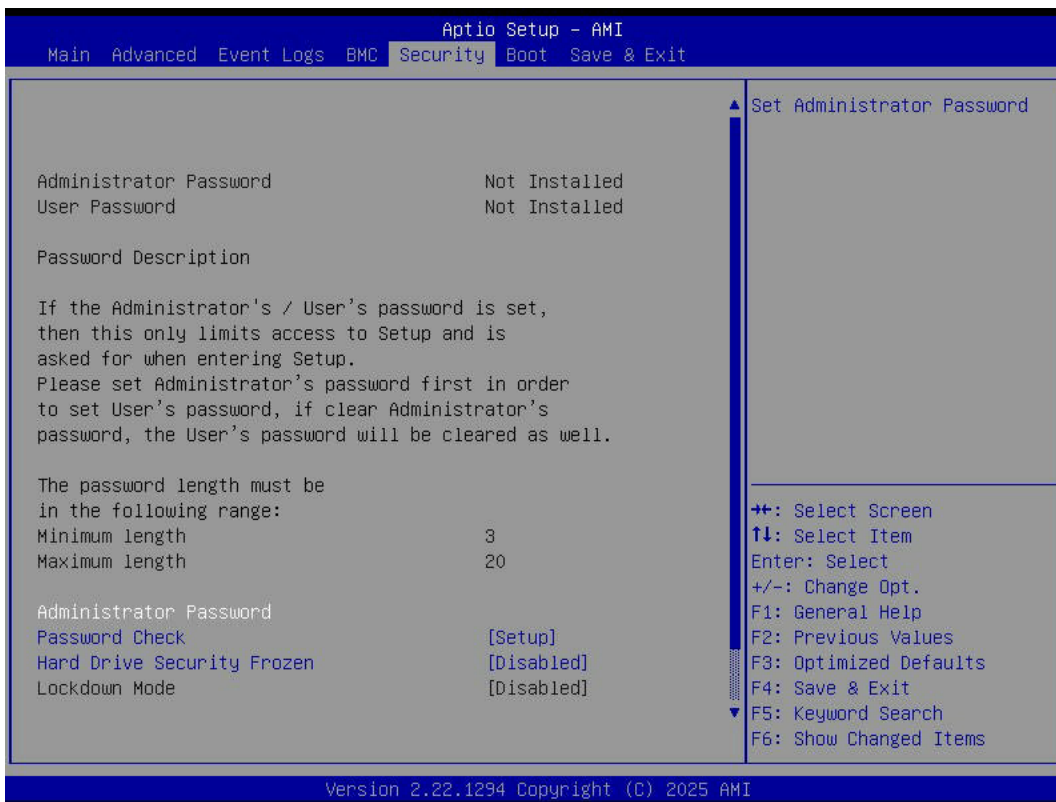 Aptio Setup – AMI
Main Advanced Event Logs BMC Security Boot Save & Exit
Set Administrator Password
Administrator Password Not Installed
User Password Not Installed
Password Description
If the Administrator's / User's password is set,
then this only limits access to Setup and is
asked for when entering Setup.
Please set Administrator's password first in order
to set User's password, if clear Administrator's
password, the User's password will be cleared as well.
The password length must be
in the following range:
Minimum length 3
Maximum length 20
Administrator Password
Password Check [Setup]
Hard Drive Security Frozen [Disabled]
Lockdown Mode [Disabled]
→←: Select Screen
↑↓: Select Item
Enter: Select
+/-: Change Opt.
F1: General Help
F2: Previous Values
F3: Optimized Defaults
F4: Save & Exit
F5: Keyword Search
F6: Show Changed Items
Version 2.22.1294 Copyright (C) 2025 AMI